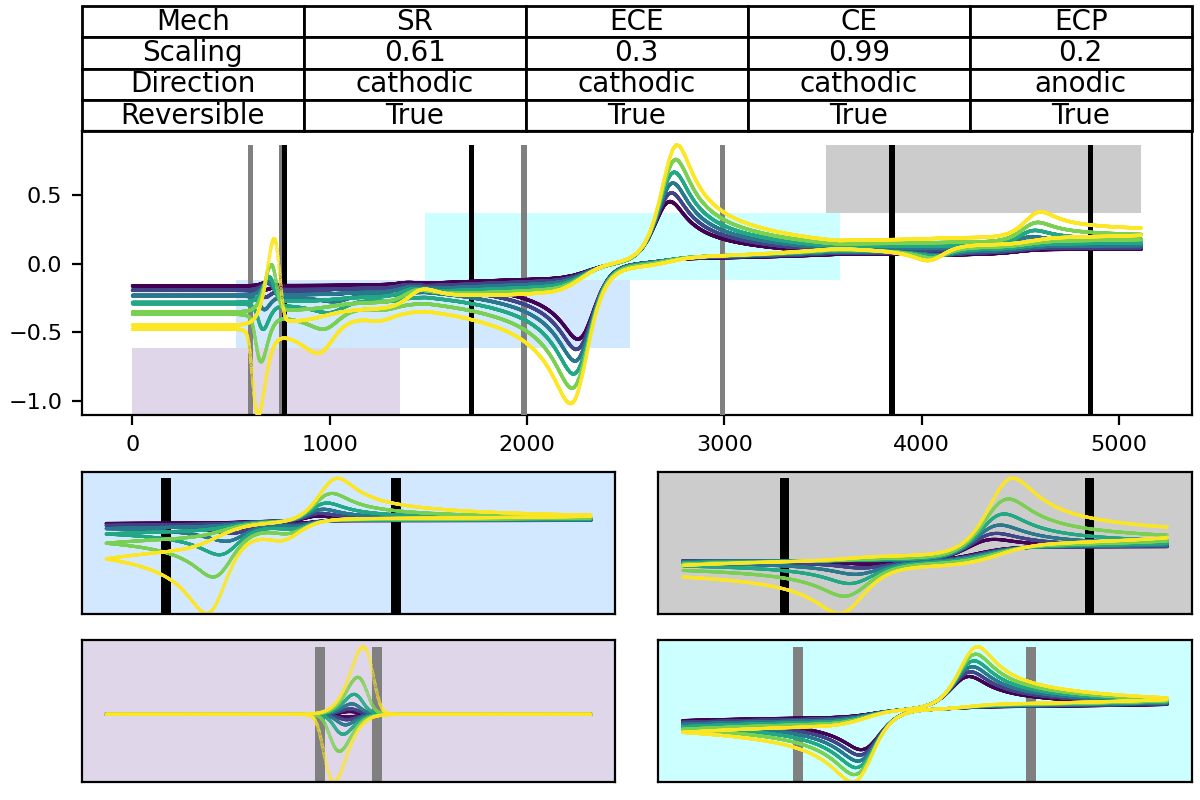 Mech SR ECE CE ECP
Scaling 0.61 0.3 0.99 0.2
Direction cathodic cathodic cathodic anodic
Reversible True True True True
0.5
0.0
−0.5
−1.0
0 1000 2000 3000 4000 5000